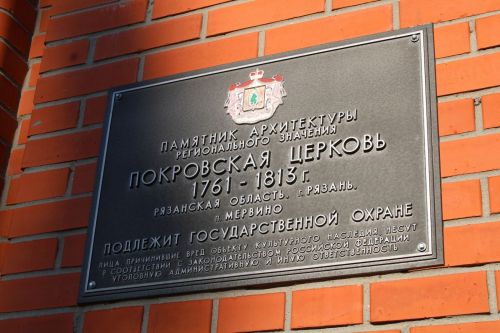 ПАМЯТНИК АРХИТЕКТУРЫ
РЕГИОНАЛЬНОГО ЗНАЧЕНИЯ
ПОКРОВСКАЯ ЦЕРКОВЬ
1761 - 1813 г.
РЯЗАНСКАЯ ОБЛАСТЬ, г. РЯЗАНЬ,
п. МЕРВИНО
ПОДЛЕЖИТ ГОСУДАРСТВЕННОЙ ОХРАНЕ
ЛИЦА, ПРИЧИНИВШИЕ ВРЕД ОБЪЕКТУ КУЛЬТУРНОГО НАСЛЕДИЯ НЕСУТ
В СООТВЕТСТВИИ С ЗАКОНОДАТЕЛЬСТВОМ РОССИЙСКОЙ ФЕДЕРАЦИИ
УГОЛОВНУЮ, АДМИНИСТРАТИВНУЮ И ИНУЮ ОТВЕТСТВЕННОСТЬ